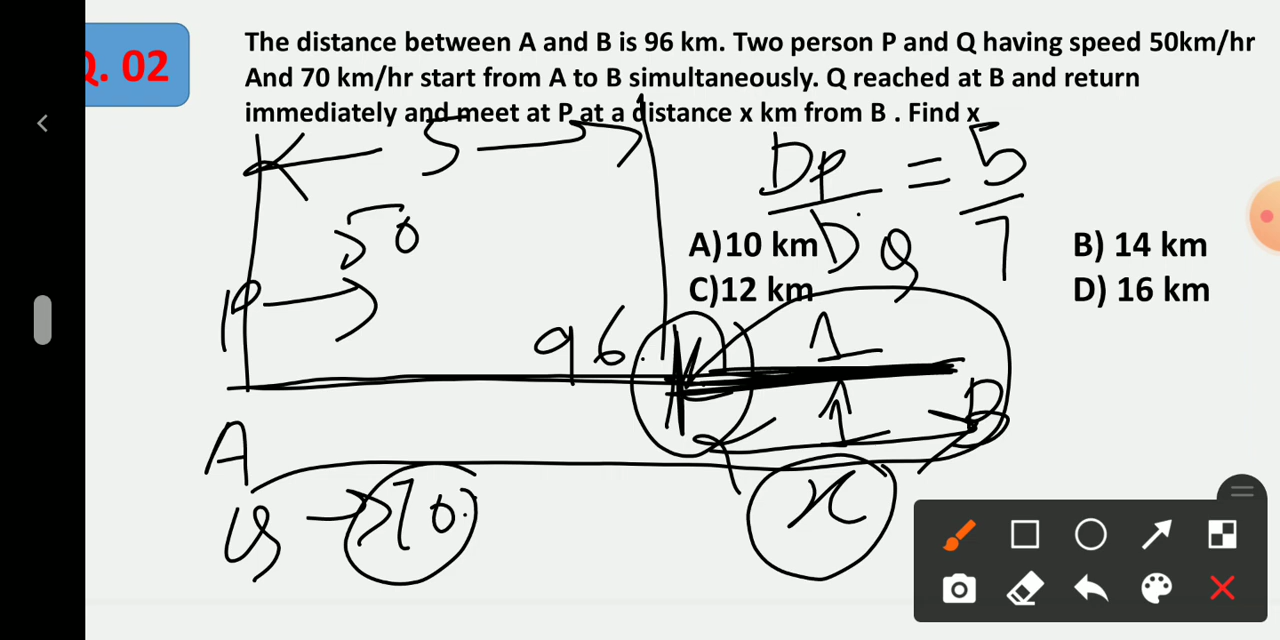 Q. 02
The distance between A and B is 96 km. Two person P and Q having speed 50km/hr
And 70 km/hr start from A to B simultaneously. Q reached at B and return
immediately and meet at P at a distance x km from B . Find x
5
Dp/DQ = 5/7
50
A)10 km
B) 14 km
C)12 km
D) 16 km
P
96
1
1
B
A
Q → 70
x